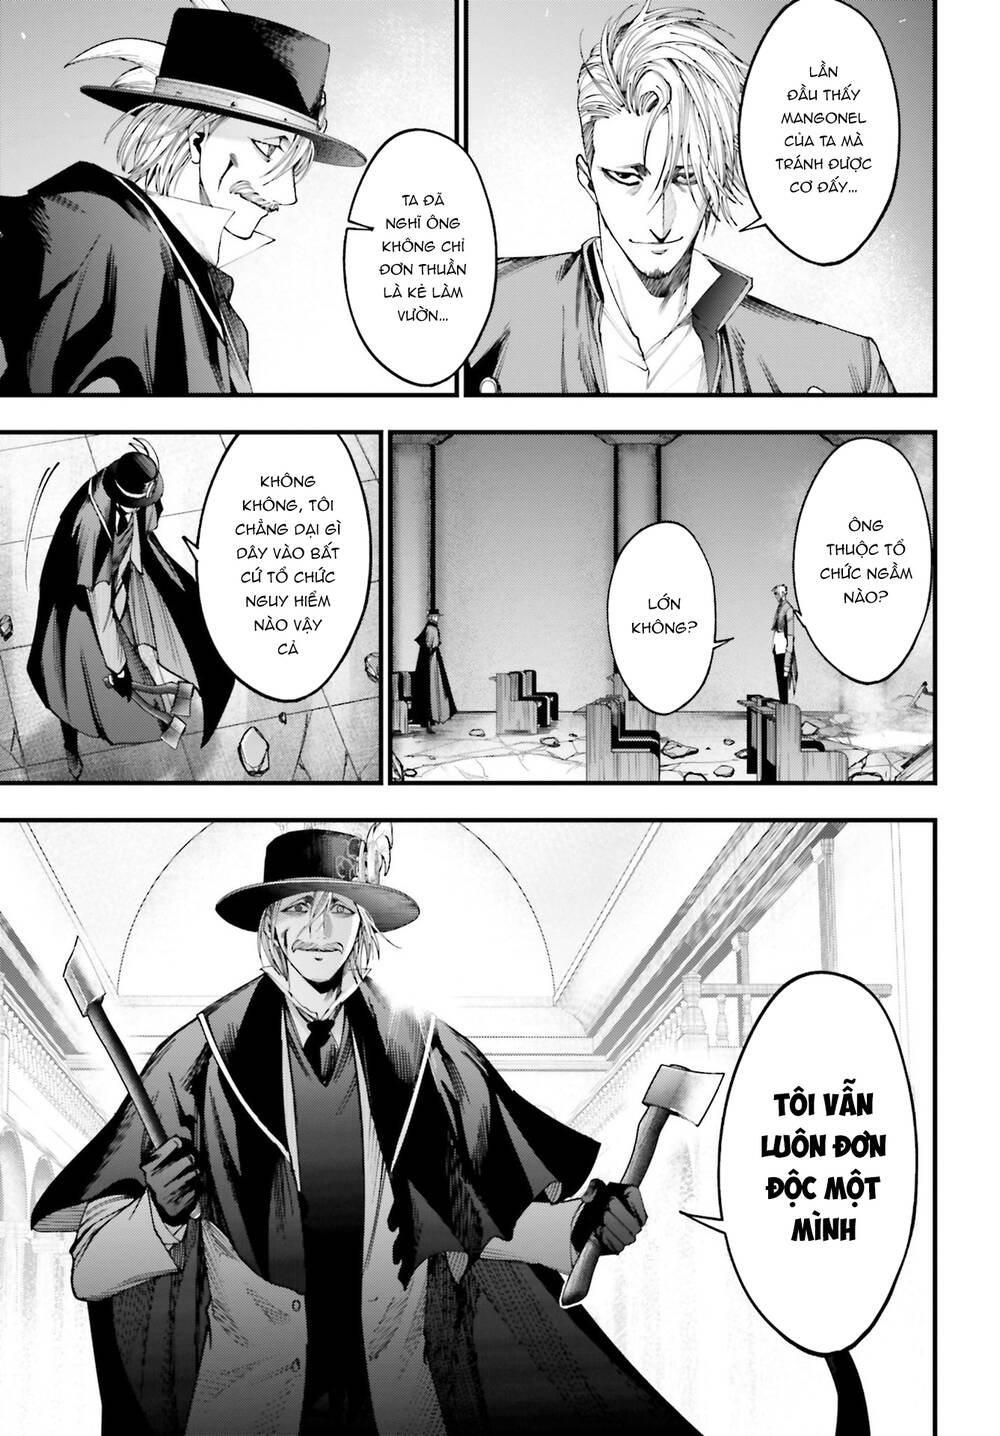 LẦN
ĐẦU THẤY
MANGONEL
CỦA TA MÀ
TRÁNH ĐƯỢC
CƠ ĐẤY...
TA ĐÃ
NGHĨ ÔNG
KHÔNG CHỈ
ĐƠN THUẦN
LÀ KẺ LÀM
VƯỜN...
ÔNG
THUỘC TỔ
CHỨC NGẦM
NÀO?
LỚN
KHÔNG?
KHÔNG
KHÔNG, TÔI
CHẲNG DẠI GÌ
DÂY VÀO BẤT
CỨ TỔ CHỨC
NGUY HIỂM
NÀO VẬY
CẢ
TÔI VẪN
LUÔN ĐƠN
ĐỘC MỘT
MÌNH